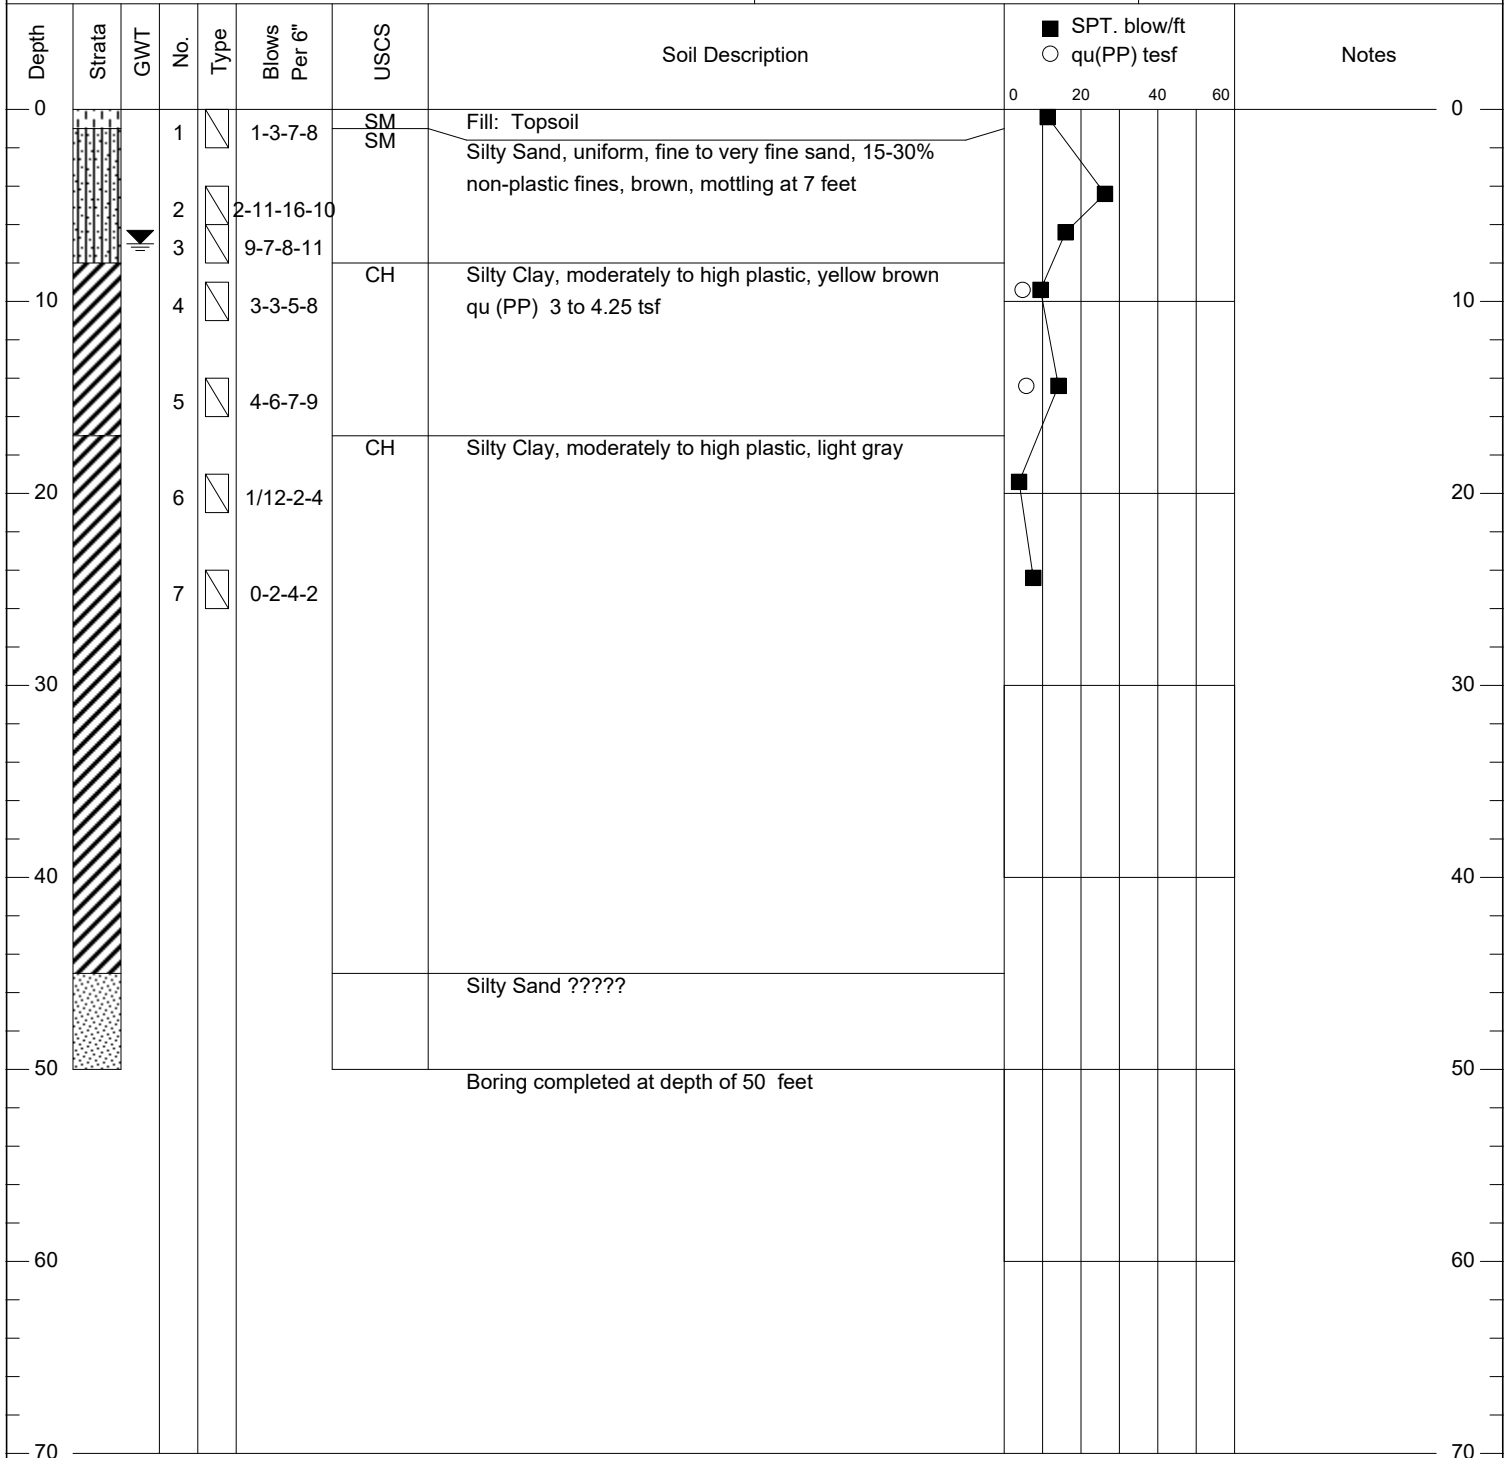 Depth
Strata
GWT
No.
Type
Blows
Per 6"
USCS
Soil Description
SPT. blow/ft
qu(PP) tesf
0 20 40 60
Notes
0 0
1 1-3-7-8 SM Fill: Topsoil
SM Silty Sand, uniform, fine to very fine sand, 15-30%
non-plastic fines, brown, mottling at 7 feet
2 2-11-16-10
3 9-7-8-11
CH Silty Clay, moderately to high plastic, yellow brown
10 4 3-3-5-8 qu (PP) 3 to 4.25 tsf 10
5 4-6-7-9
CH Silty Clay, moderately to high plastic, light gray
20 6 1/12-2-4 20
7 0-2-4-2
30 30
40 40
Silty Sand ?????
50 50
Boring completed at depth of 50 feet
60 60
70 70